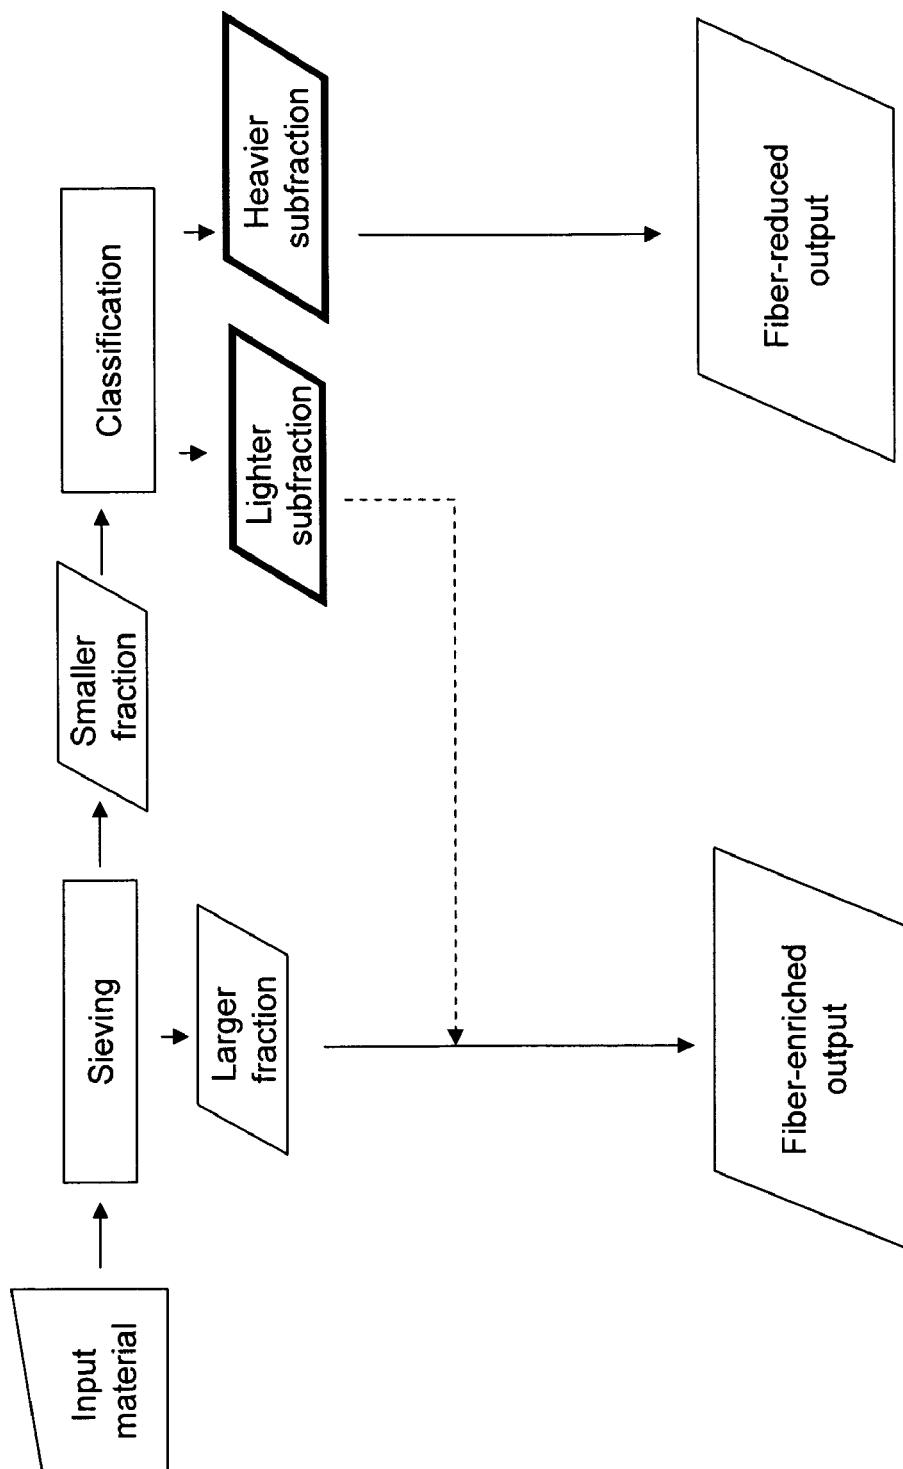 Input
material
Sieving
Smaller
fraction
Classification
Larger
fraction
Lighter
subfraction
Heavier
subfraction
Fiber-enriched
output
Fiber-reduced
output